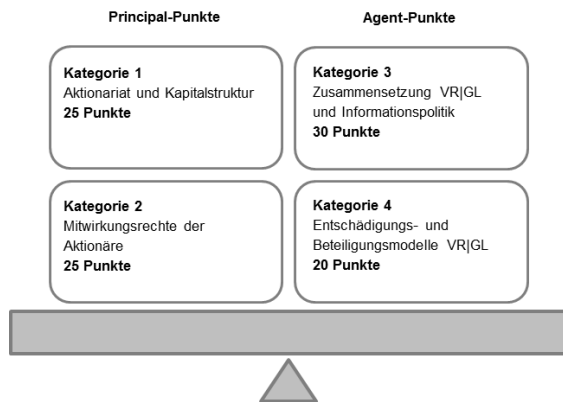 Principal-Punkte
Agent-Punkte
Kategorie 1
Aktionariat und Kapitalstruktur
25 Punkte
Kategorie 3
Zusammensetzung VR|GL
und Informationspolitik
30 Punkte
Kategorie 2
Mitwirkungsrechte der
Aktionäre
25 Punkte
Kategorie 4
Entschädigungs- und
Beteiligungsmodelle VR|GL
20 Punkte